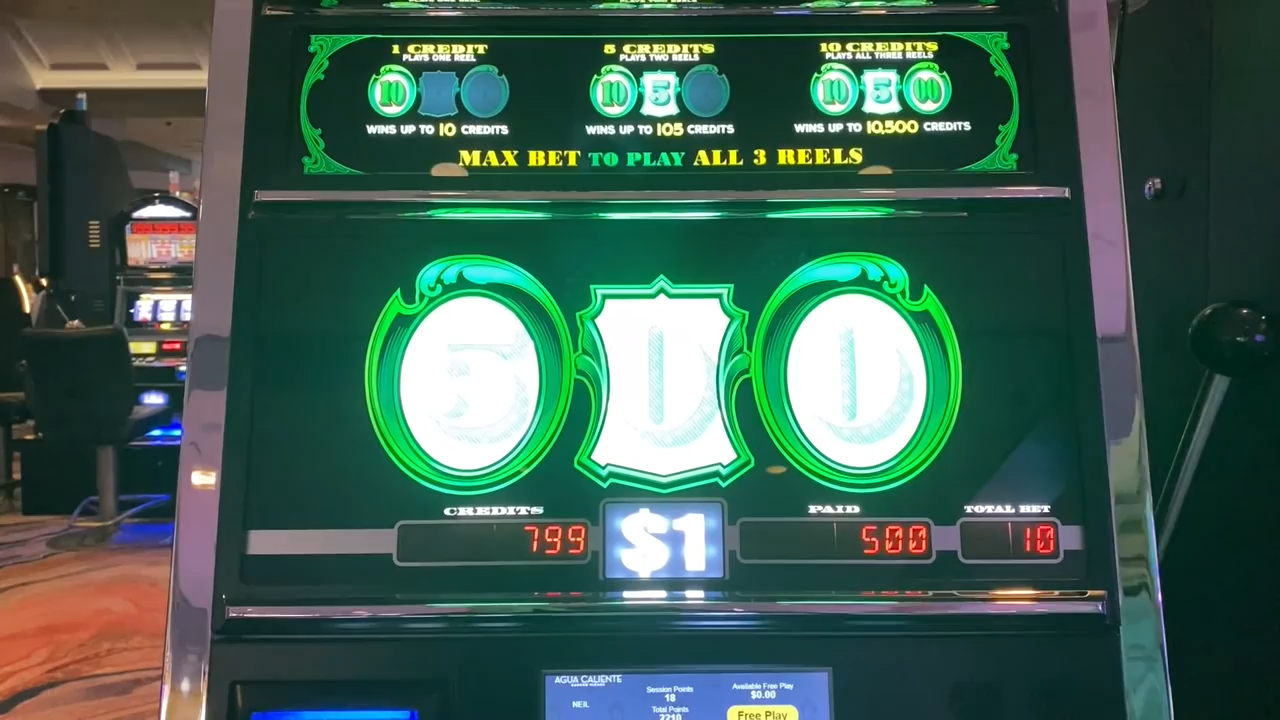 1 CREDIT
PLAYS ONE REEL
10
WINS UP TO 10 CREDITS
5 CREDITS
PLAYS TWO REELS
10 5
WINS UP TO 105 CREDITS
10 CREDITS
PLAYS ALL THREE REELS
10 5 00
WINS UP TO 10,500 CREDITS
MAX BET TO PLAY ALL 3 REELS
5 0 0
CREDITS
799
$1
PAID
500
TOTAL BET
10
AGUA CALIENTE
NEIL
Session Points
18
Total Points
2210
Available Free Play
$0.00
Free Play